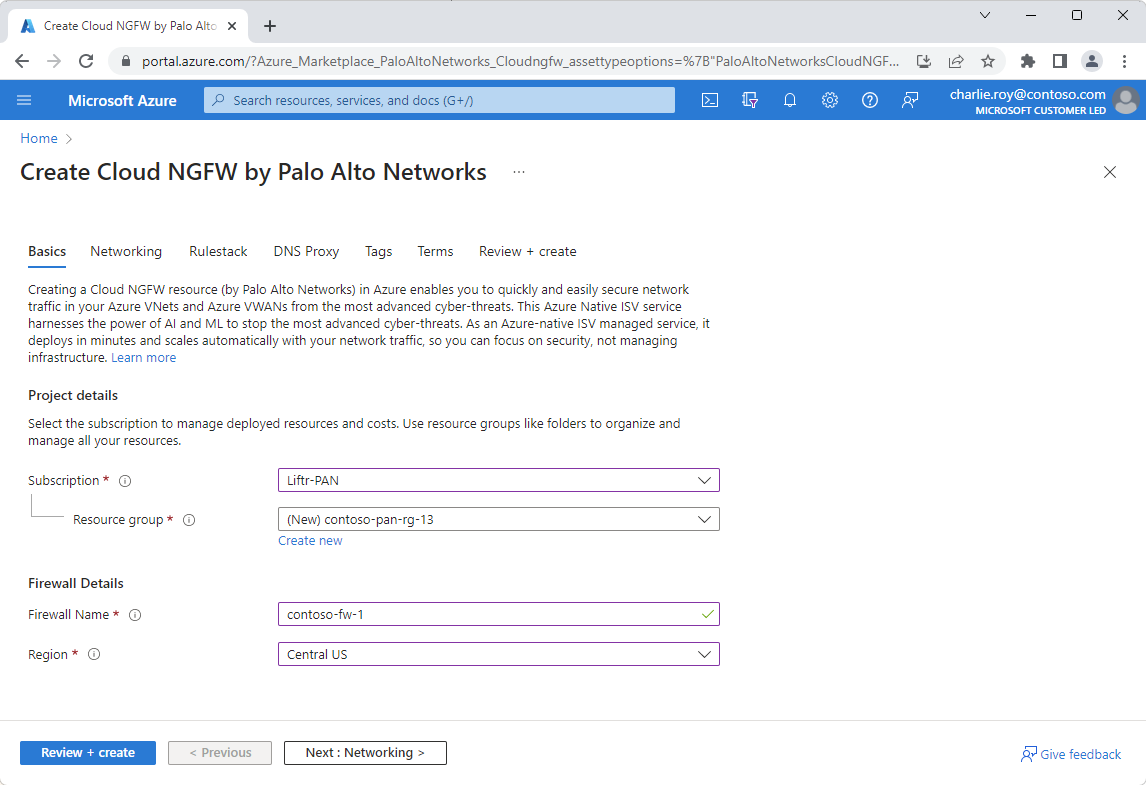 Create Cloud NGFW by Palo Alto
portal.azure.com/?Azure_Marketplace_PaloAltoNetworks_Cloudngfw_assettypeoptions=%7B"PaloAltoNetworksCloudNGF...
Microsoft Azure
Search resources, services, and docs (G+/)
charlie.roy@contoso.com
MICROSOFT CUSTOMER LED
Home >
Create Cloud NGFW by Palo Alto Networks ...
Basics Networking Rulestack DNS Proxy Tags Terms Review + create
Creating a Cloud NGFW resource (by Palo Alto Networks) in Azure enables you to quickly and easily secure network
traffic in your Azure VNets and Azure VWANs from the most advanced cyber-threats. This Azure Native ISV service
harnesses the power of AI and ML to stop the most advanced cyber-threats. As an Azure-native ISV managed service, it
deploys in minutes and scales automatically with your network traffic, so you can focus on security, not managing
infrastructure. Learn more
Project details
Select the subscription to manage deployed resources and costs. Use resource groups like folders to organize and
manage all your resources.
Subscription * Liftr-PAN
Resource group * (New) contoso-pan-rg-13
Create new
Firewall Details
Firewall Name * contoso-fw-1
Region * Central US
Review + create < Previous Next : Networking > Give feedback